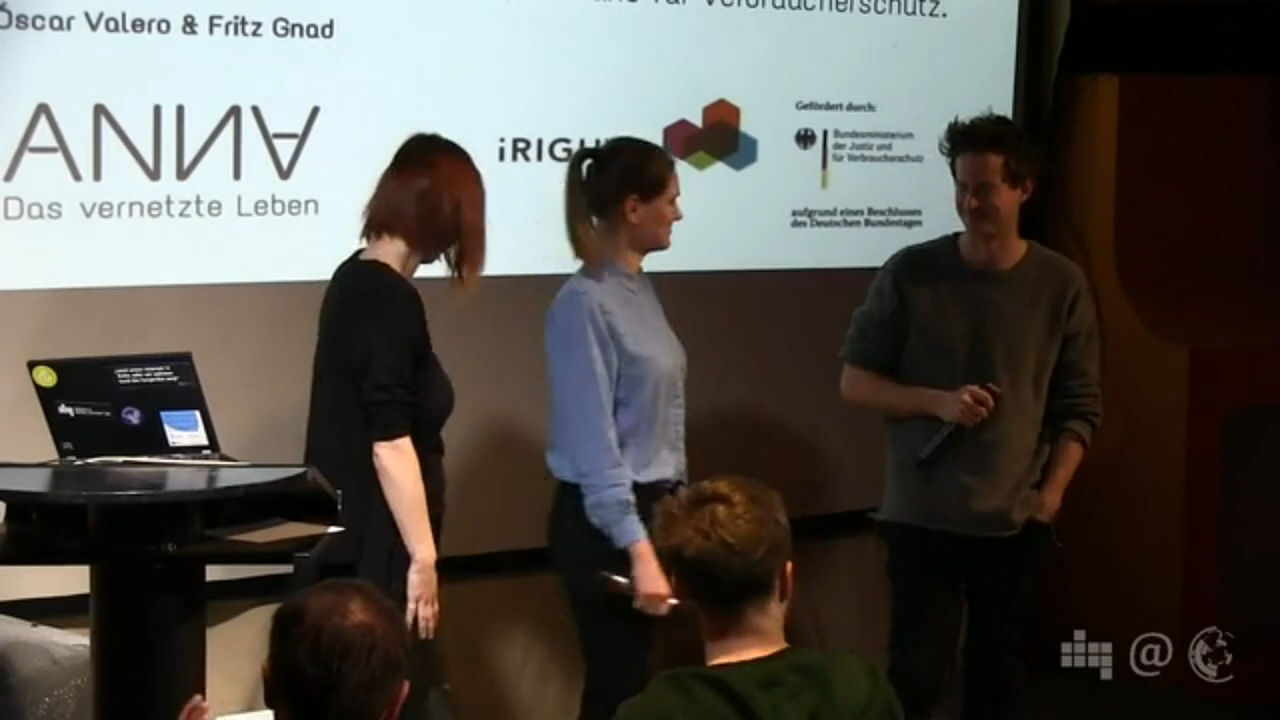 für Verbraucherschutz.
Óscar Valero & Fritz Gnad
ANNA
Das vernetzte Leben
iRIGH
Gefördert durch:
Bundesministerium
der Justiz und
für Verbraucherschutz
aufgrund eines Beschlusses
des Deutschen Bundestages
@